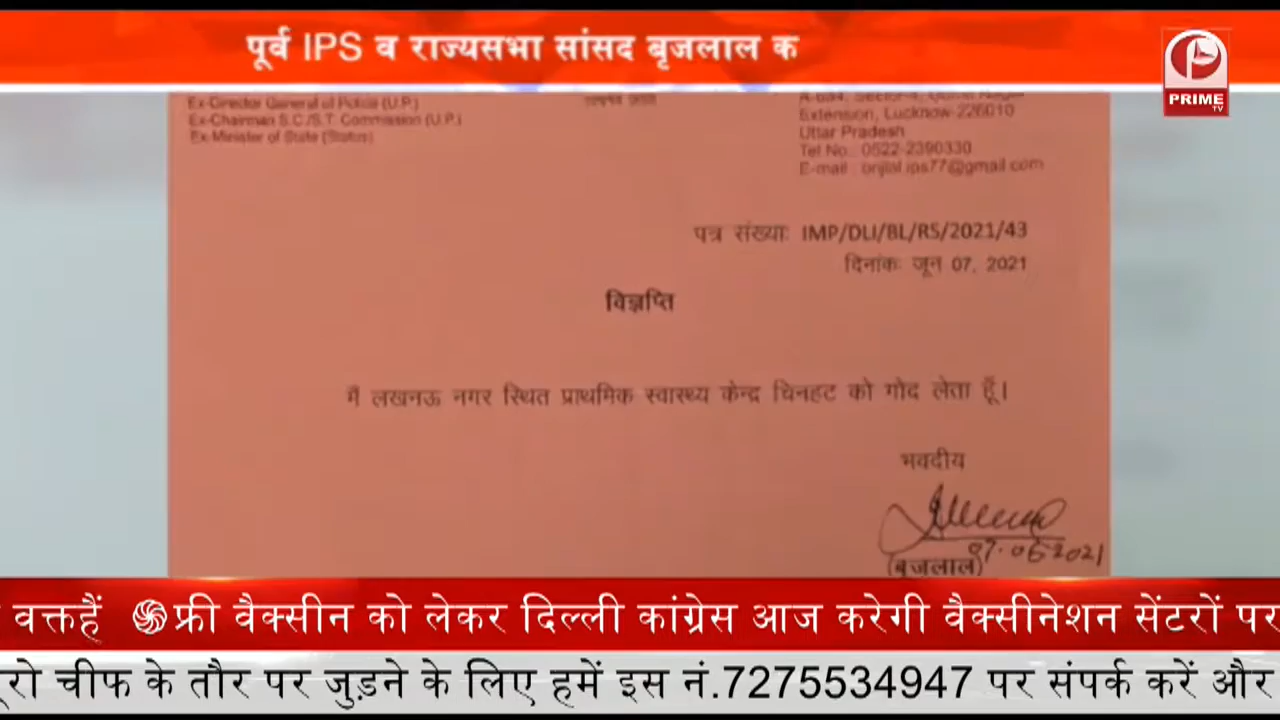 पूर्व IPS व राज्यसभा सांसद बृजलाल क
PRIME
TV
Ex-Director General of Police (U.P.)
Ex-Chairman S.C./S.T. Commission (U.P.)
Ex-Minister of State (Status)
Extension, Lucknow-226010
Uttar Pradesh
Tel No.: 0522-2390330
पत्र संख्याः IMP/DLI/BL/RS/2021/43
दिनांकः जून 07, 2021
विज्ञप्ति
मैं लखनऊ नगर स्थित प्राथमिक स्वास्थ्य केन्द्र चिनहट को गोद लेता हूँ।
भवदीय
07.06.2021
(बृजलाल)
वक्तहैं फ्री वैक्सीन को लेकर दिल्ली कांग्रेस आज करेगी वैक्सीनेशन सेंटरों पर
रो चीफ के तौर पर जुड़ने के लिए हमें इस नं.7275534947 पर संपर्क करें और